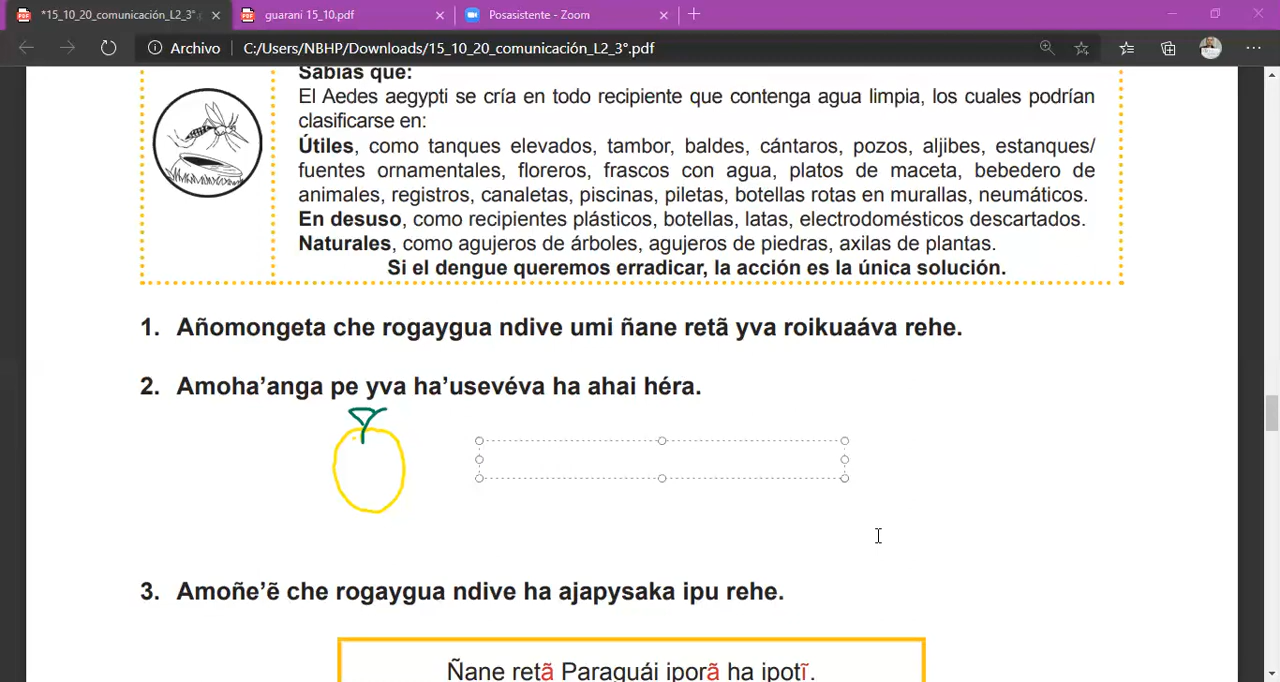 *15_10_20_comunicación_L2_3°.
guarani 15_10.pdf
Posasistente - Zoom
Archivo
C:/Users/NBHP/Downloads/15_10_20_comunicación_L2_3°.pdf
Sabías que:
El Aedes aegypti se cría en todo recipiente que contenga agua limpia, los cuales podrían
clasificarse en:
Útiles, como tanques elevados, tambor, baldes, cántaros, pozos, aljibes, estanques/
fuentes ornamentales, floreros, frascos con agua, platos de maceta, bebedero de
animales, registros, canaletas, piscinas, piletas, botellas rotas en murallas, neumáticos.
En desuso, como recipientes plásticos, botellas, latas, electrodomésticos descartados.
Naturales, como agujeros de árboles, agujeros de piedras, axilas de plantas.
Si el dengue queremos erradicar, la acción es la única solución.
1. Añomongeta che rogaygua ndive umi ñane retã yva roikuaáva rehe.
2. Amoha’anga pe yva ha’usevéva ha ahai héra.
3. Amoñe’ẽ che rogaygua ndive ha ajapysaka ipu rehe.
Ñane retã Paraguái iporã ha ipotĩ.